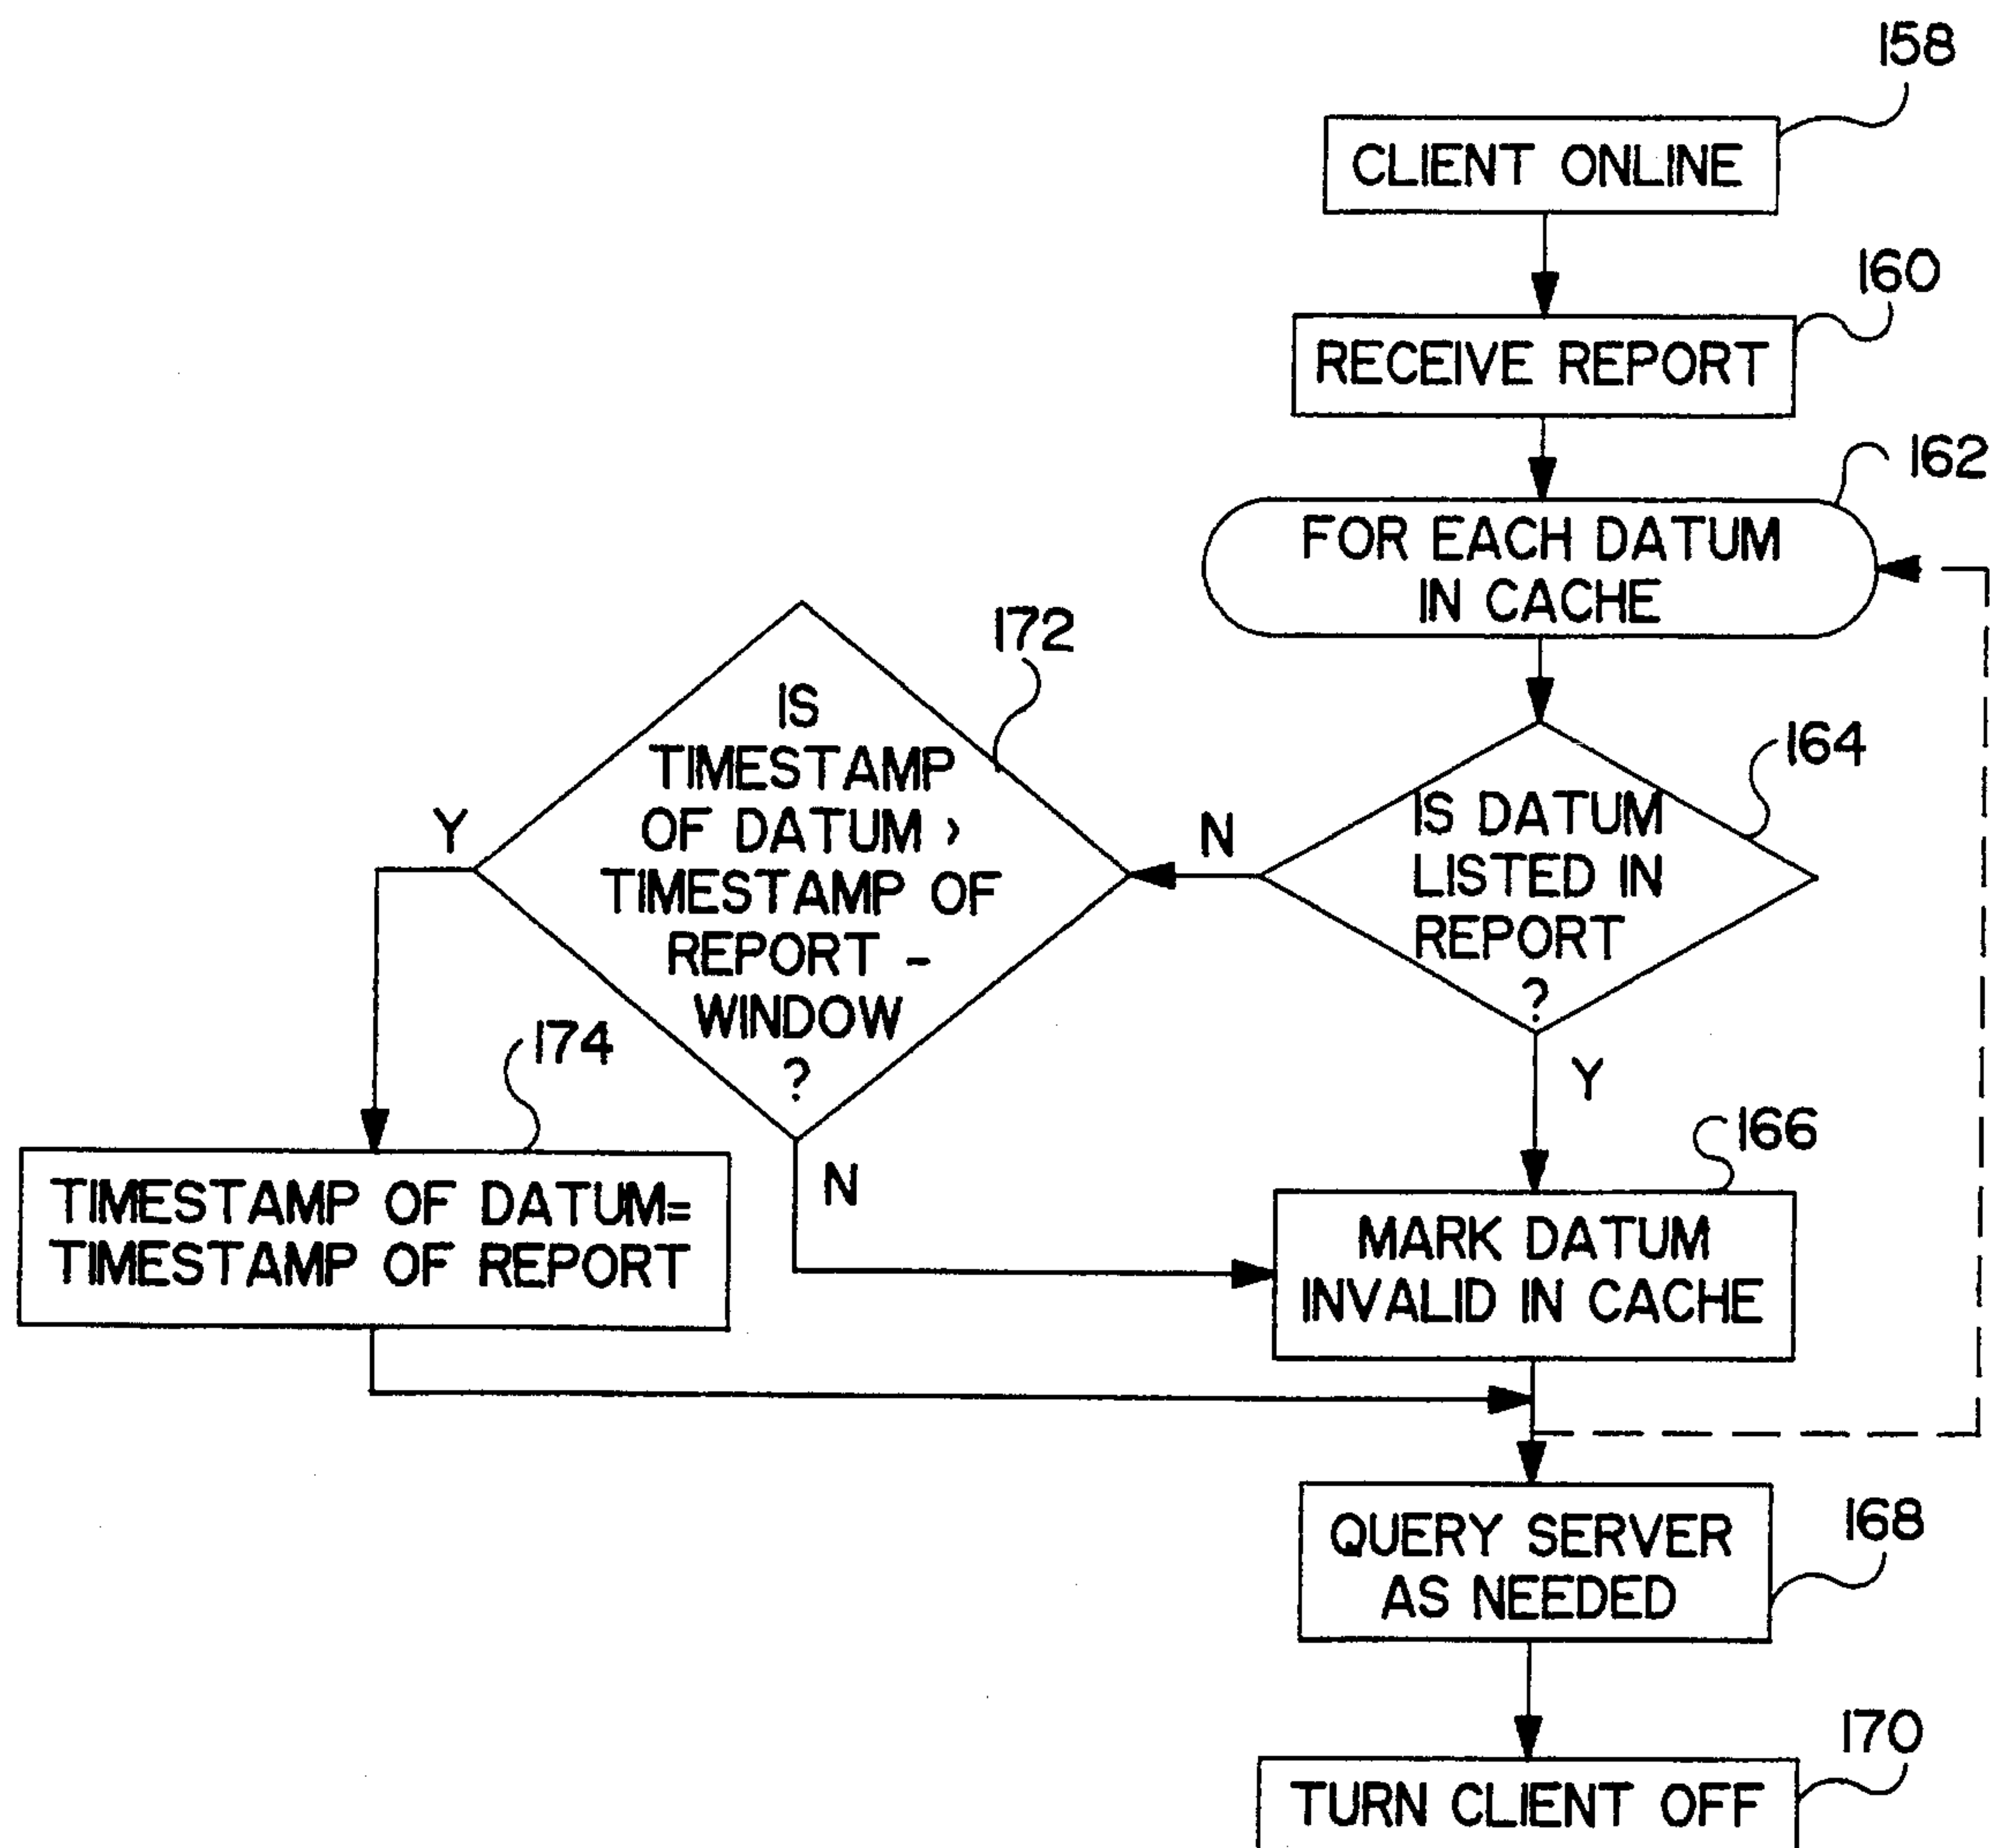 158
CLIENT ONLINE
160
RECEIVE REPORT
162
FOR EACH DATUM
IN CACHE
172
IS
TIMESTAMP
OF DATUM >
TIMESTAMP OF
REPORT -
WINDOW
?
Y
N
164
IS DATUM
LISTED IN
REPORT
?
N
Y
174
TIMESTAMP OF DATUM=
TIMESTAMP OF REPORT
166
MARK DATUM
INVALID IN CACHE
168
QUERY SERVER
AS NEEDED
170
TURN CLIENT OFF